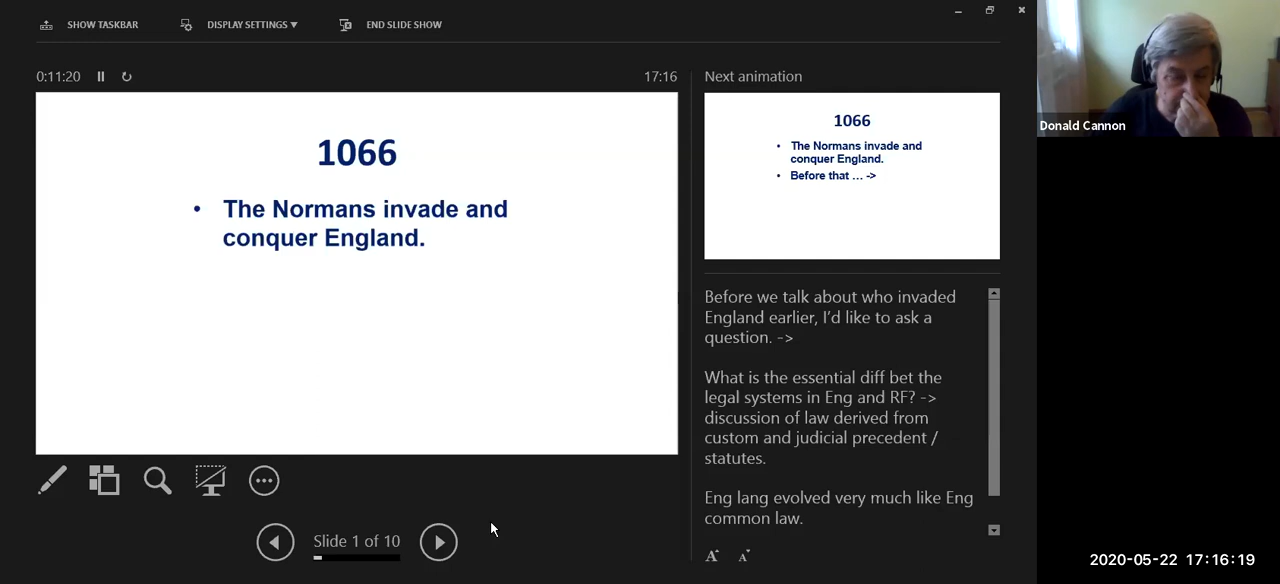 SHOW TASKBAR
DISPLAY SETTINGS ▼
END SLIDE SHOW
0:11:20
17:16
Next animation
1066
• The Normans invade and
conquer England.
1066
• The Normans invade and
conquer England.
• Before that … ->
Before we talk about who invaded
England earlier, I’d like to ask a
question. ->
What is the essential diff bet the
legal systems in Eng and RF? ->
discussion of law derived from
custom and judicial precedent /
statutes.
Eng lang evolved very much like Eng
common law.
Slide 1 of 10
A A
Donald Cannon
2020-05-22 17:16:19